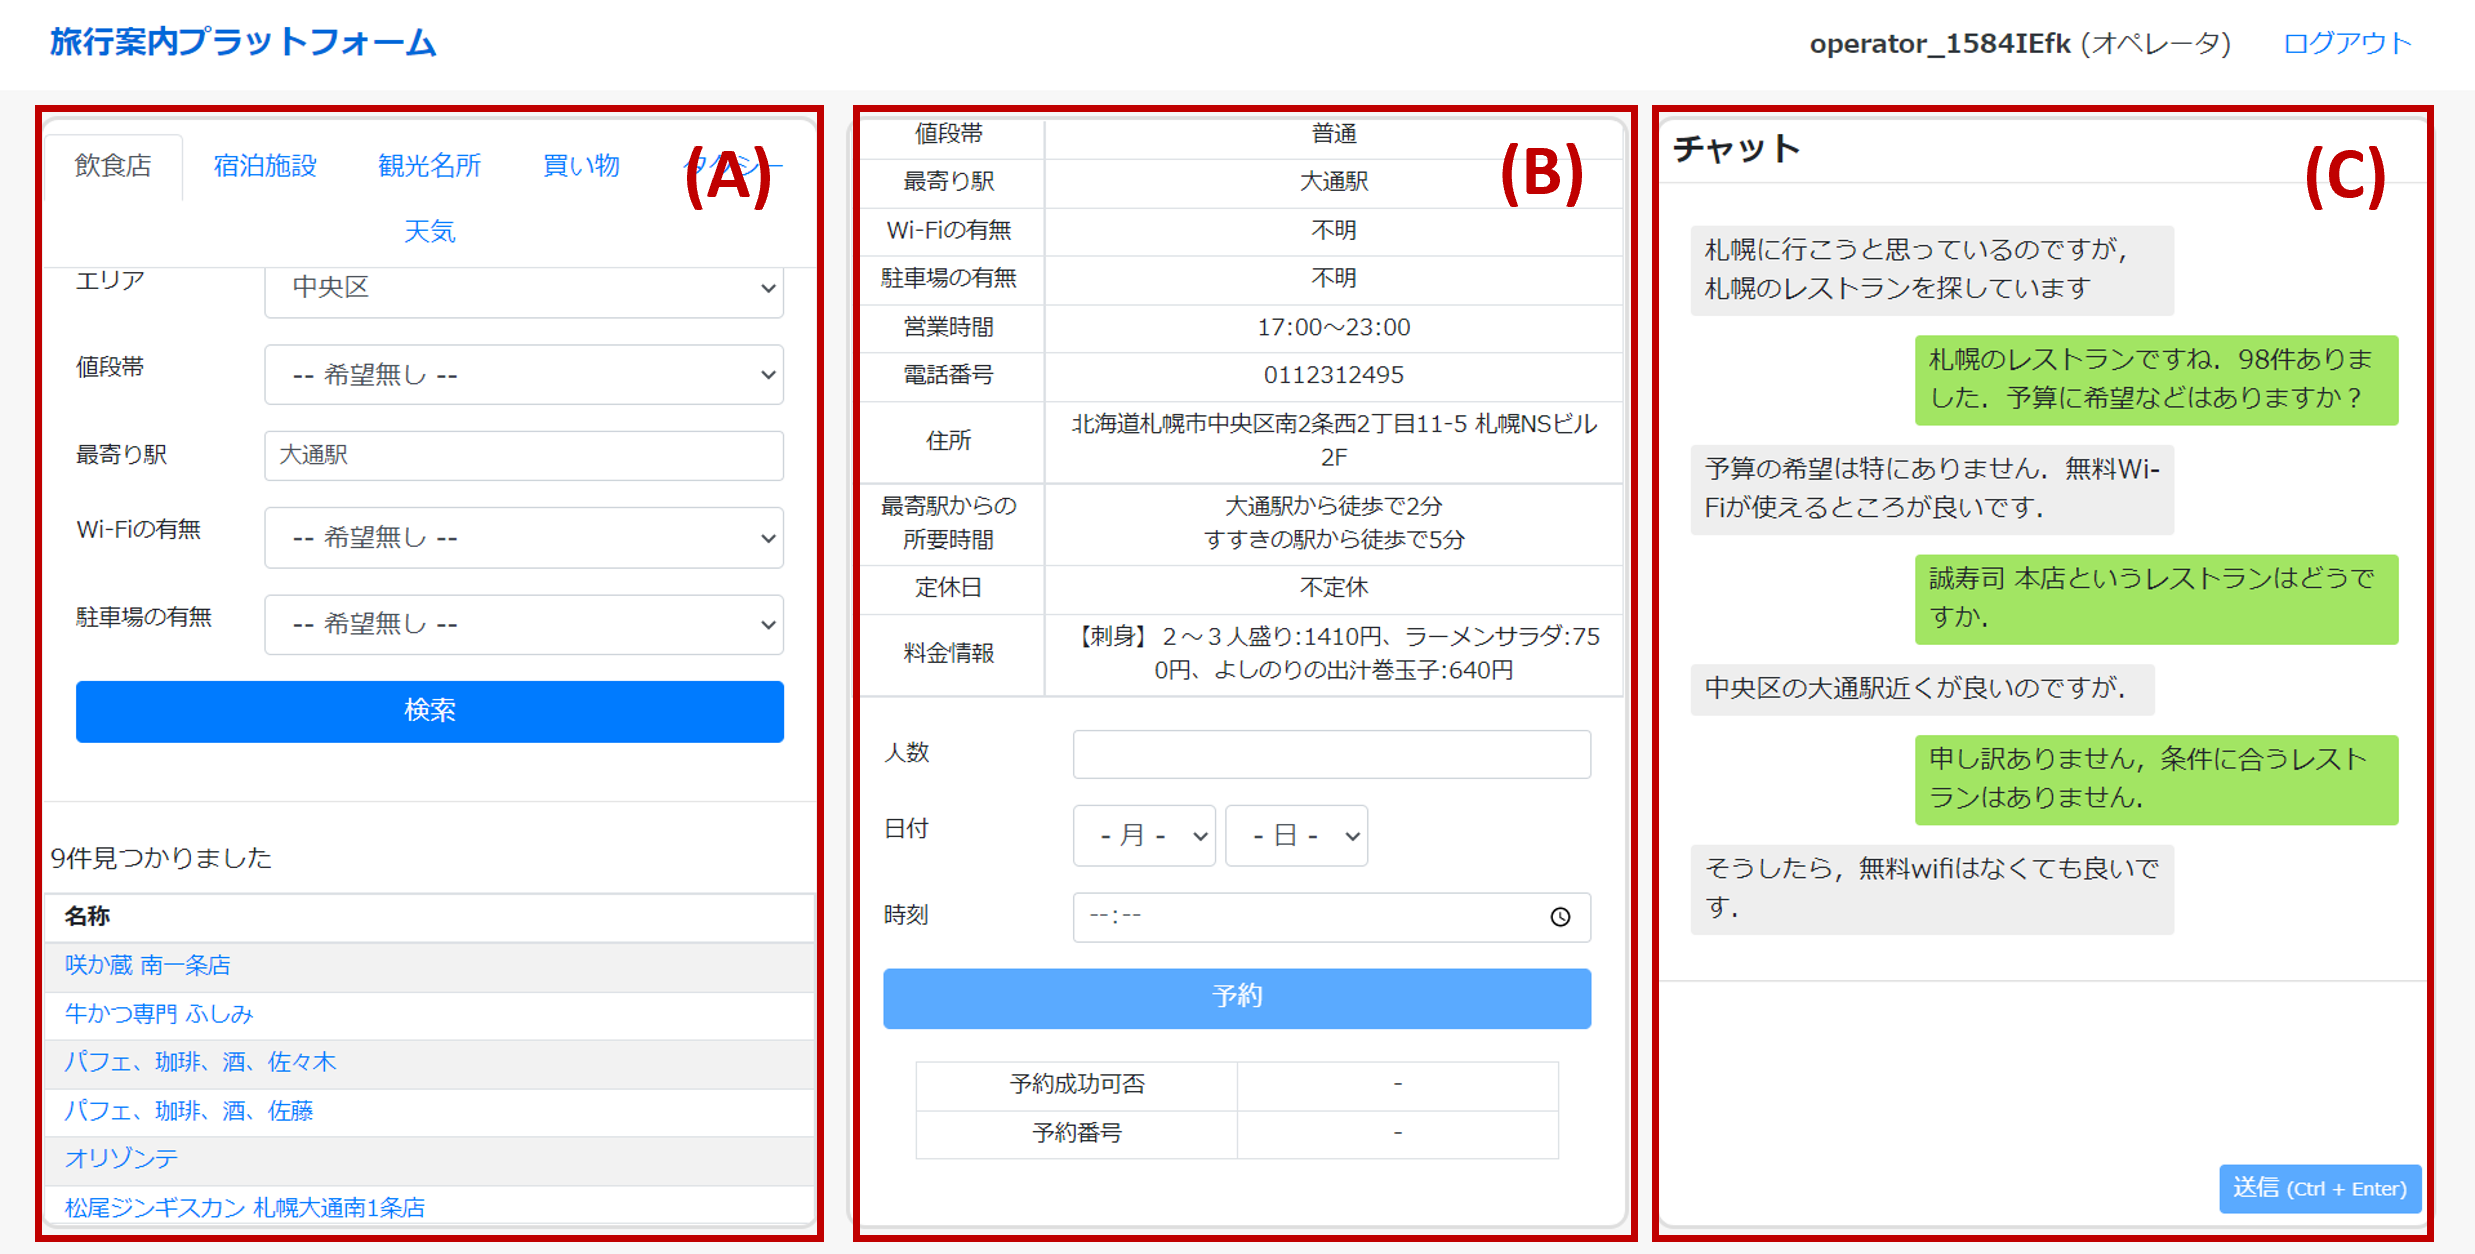 旅行案内プラットフォーム
operator_1584IEfk (オペレータ)
ログアウト
(A)
飲食店
宿泊施設
観光名所
買い物
タクシー
天気
エリア
中央区
値段帯
-- 希望無し --
最寄り駅
大通駅
Wi-Fiの有無
-- 希望無し --
駐車場の有無
-- 希望無し --
検索
9件見つかりました
名称
咲か蔵 南一条店
牛かつ専門 ふしみ
パフェ、珈琲、酒、佐々木
パフェ、珈琲、酒、佐藤
オリゾンテ
松尾ジンギスカン 札幌大通南1条店
(B)
値段帯
普通
最寄り駅
大通駅
Wi-Fiの有無
不明
駐車場の有無
不明
営業時間
17:00～23:00
電話番号
0112312495
住所
北海道札幌市中央区南2条西2丁目11-5 札幌NSビル
2F
最寄駅からの
所要時間
大通駅から徒歩で2分
すすきの駅から徒歩で5分
定休日
不定休
料金情報
【刺身】２～３人盛り:1410円、ラーメンサラダ:75
0円、よしのりの出汁巻玉子:640円
人数
日付
- 月 -
- 日 -
時刻
--:--
予約
予約成功可否
-
予約番号
-
(C)
チャット
札幌に行こうと思っているのですが，
札幌のレストランを探しています
札幌のレストランですね．98件ありま
した．予算に希望などはありますか？
予算の希望は特にありません．無料Wi-
Fiが使えるところが良いです．
誠寿司 本店というレストランはどうで
すか．
中央区の大通駅近くが良いのですが．
申し訳ありません，条件に合うレスト
ランはありません．
そうしたら，無料wifiはなくても良いで
す．
送信 (Ctrl + Enter)